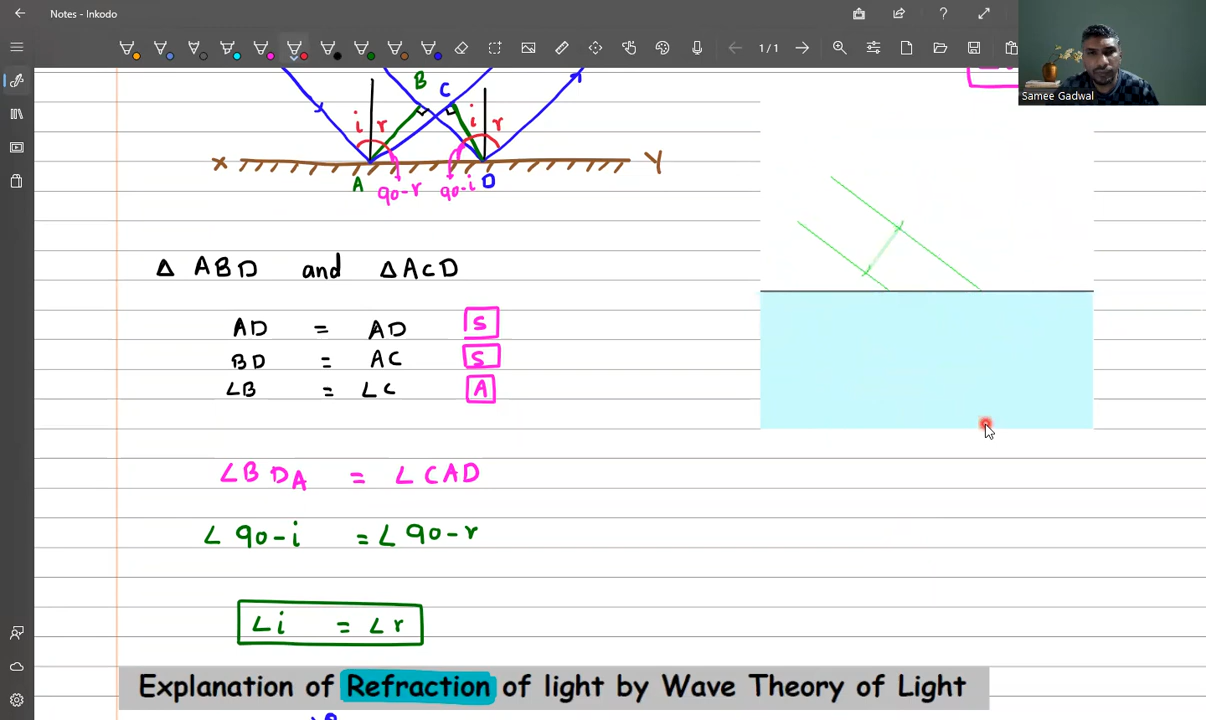 Notes - Inkodo
1/1
Samee Gadwal
B
C
i r
i r
X
Y
A
90-r
90-i
D
Δ ABD and ΔACD
AD = AD S
BD = AC S
∠B = ∠C A
∠BDA = ∠CAD
∠ 90-i = ∠ 90-r
∠i = ∠r
Explanation of Refraction of light by Wave Theory of Light